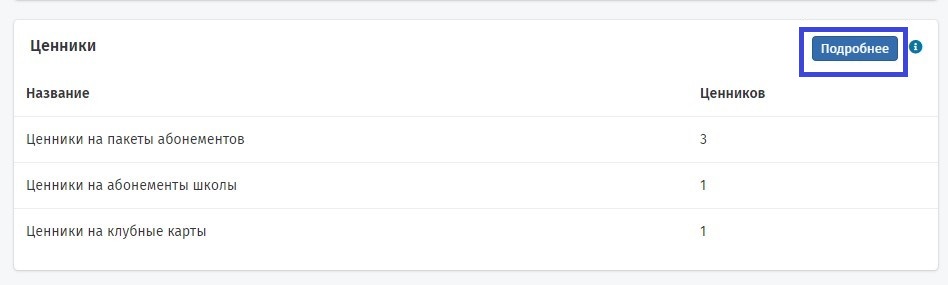 Ценники
Подробнее
Название Ценников
Ценники на пакеты абонементов 3
Ценники на абонементы школы 1
Ценники на клубные карты 1